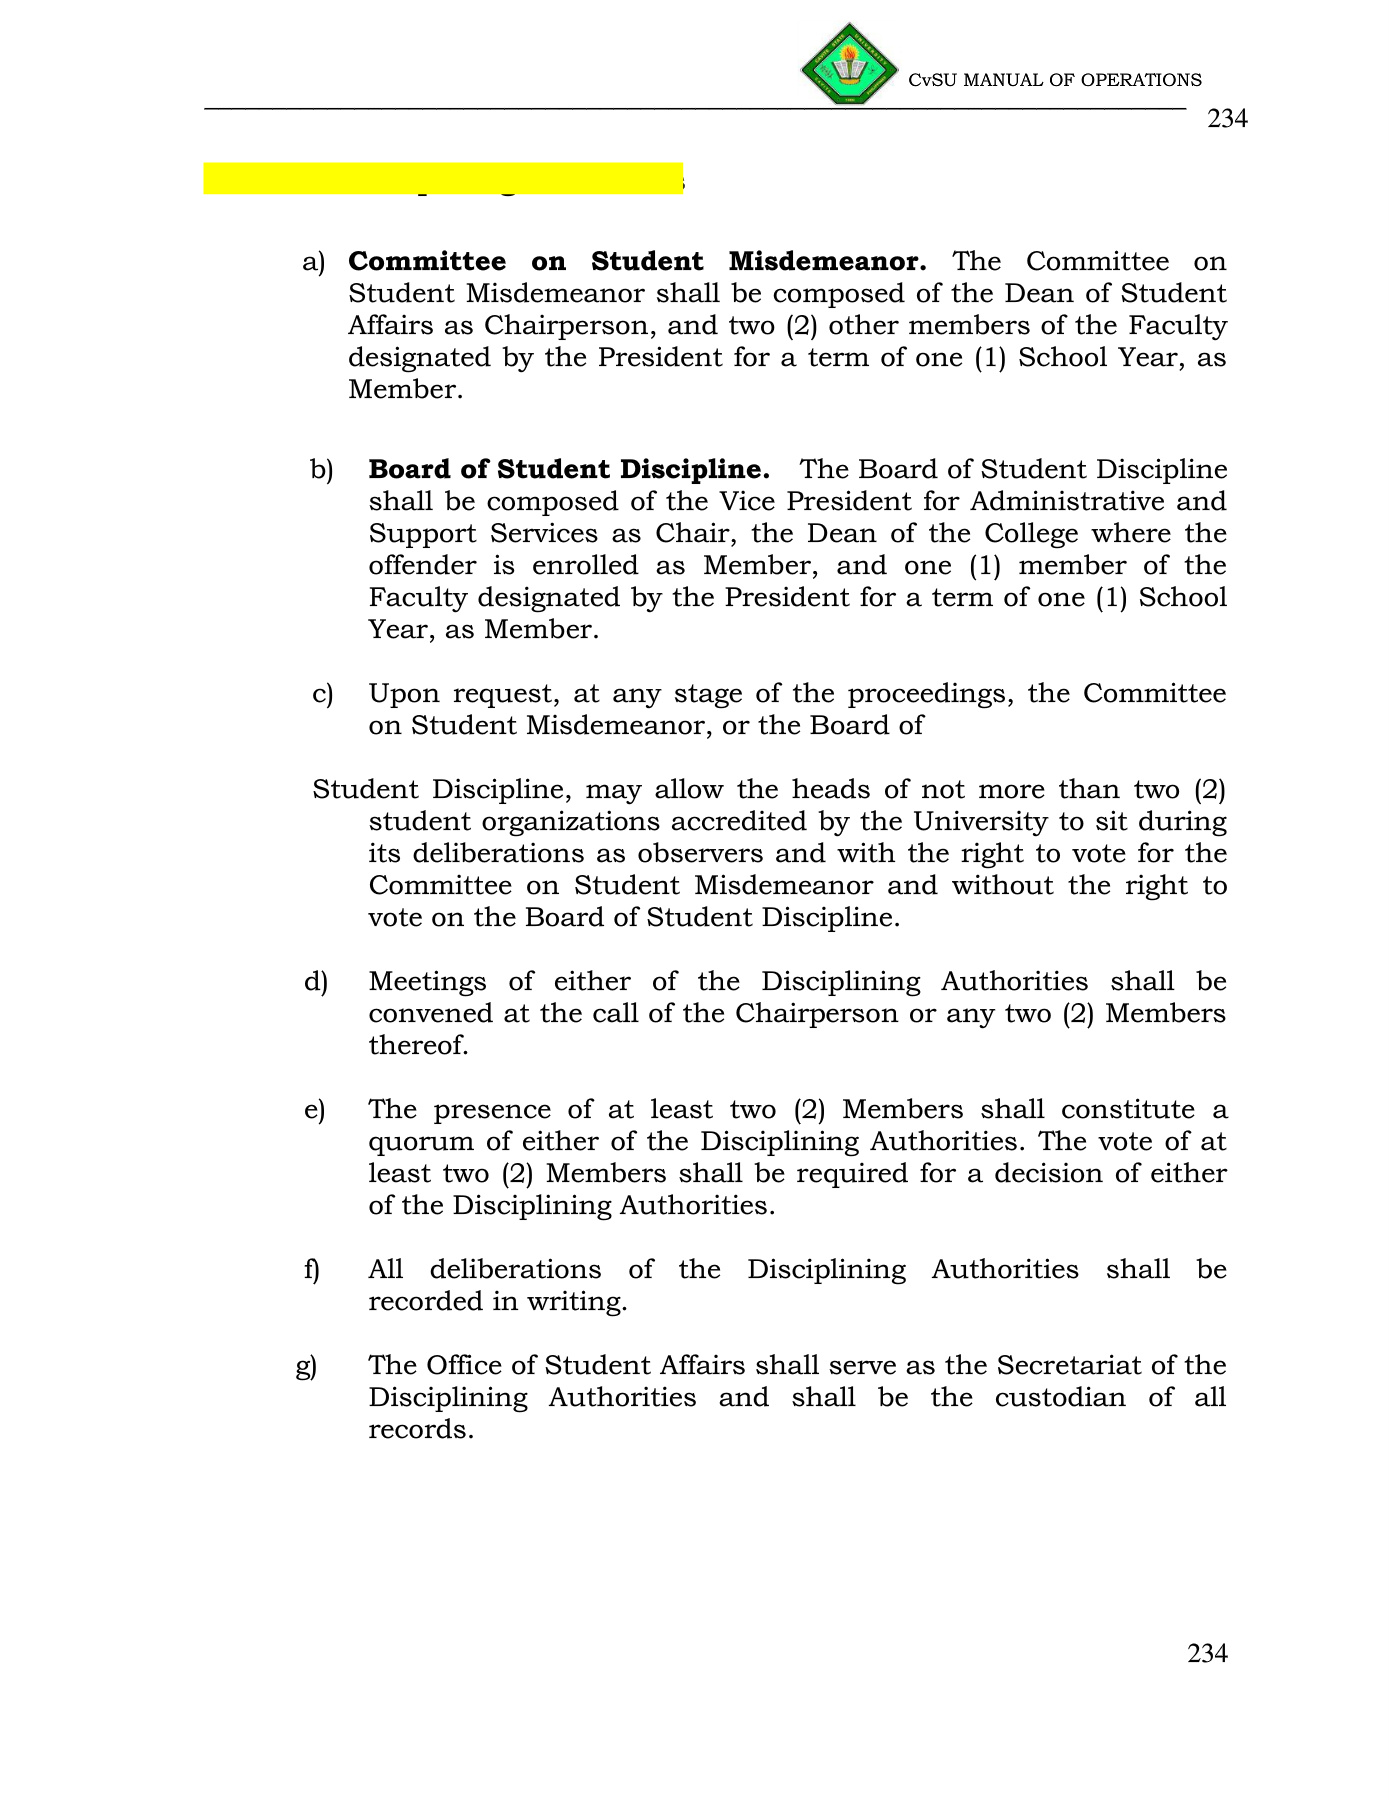 CvSU MANUAL OF OPERATIONS
234
a) Committee on Student Misdemeanor. The Committee on
Student Misdemeanor shall be composed of the Dean of Student
Affairs as Chairperson, and two (2) other members of the Faculty
designated by the President for a term of one (1) School Year, as
Member.
b) Board of Student Discipline. The Board of Student Discipline
shall be composed of the Vice President for Administrative and
Support Services as Chair, the Dean of the College where the
offender is enrolled as Member, and one (1) member of the
Faculty designated by the President for a term of one (1) School
Year, as Member.
c) Upon request, at any stage of the proceedings, the Committee
on Student Misdemeanor, or the Board of
Student Discipline, may allow the heads of not more than two (2)
student organizations accredited by the University to sit during
its deliberations as observers and with the right to vote for the
Committee on Student Misdemeanor and without the right to
vote on the Board of Student Discipline.
d) Meetings of either of the Disciplining Authorities shall be
convened at the call of the Chairperson or any two (2) Members
thereof.
e) The presence of at least two (2) Members shall constitute a
quorum of either of the Disciplining Authorities. The vote of at
least two (2) Members shall be required for a decision of either
of the Disciplining Authorities.
f) All deliberations of the Disciplining Authorities shall be
recorded in writing.
g) The Office of Student Affairs shall serve as the Secretariat of the
Disciplining Authorities and shall be the custodian of all
records.
234